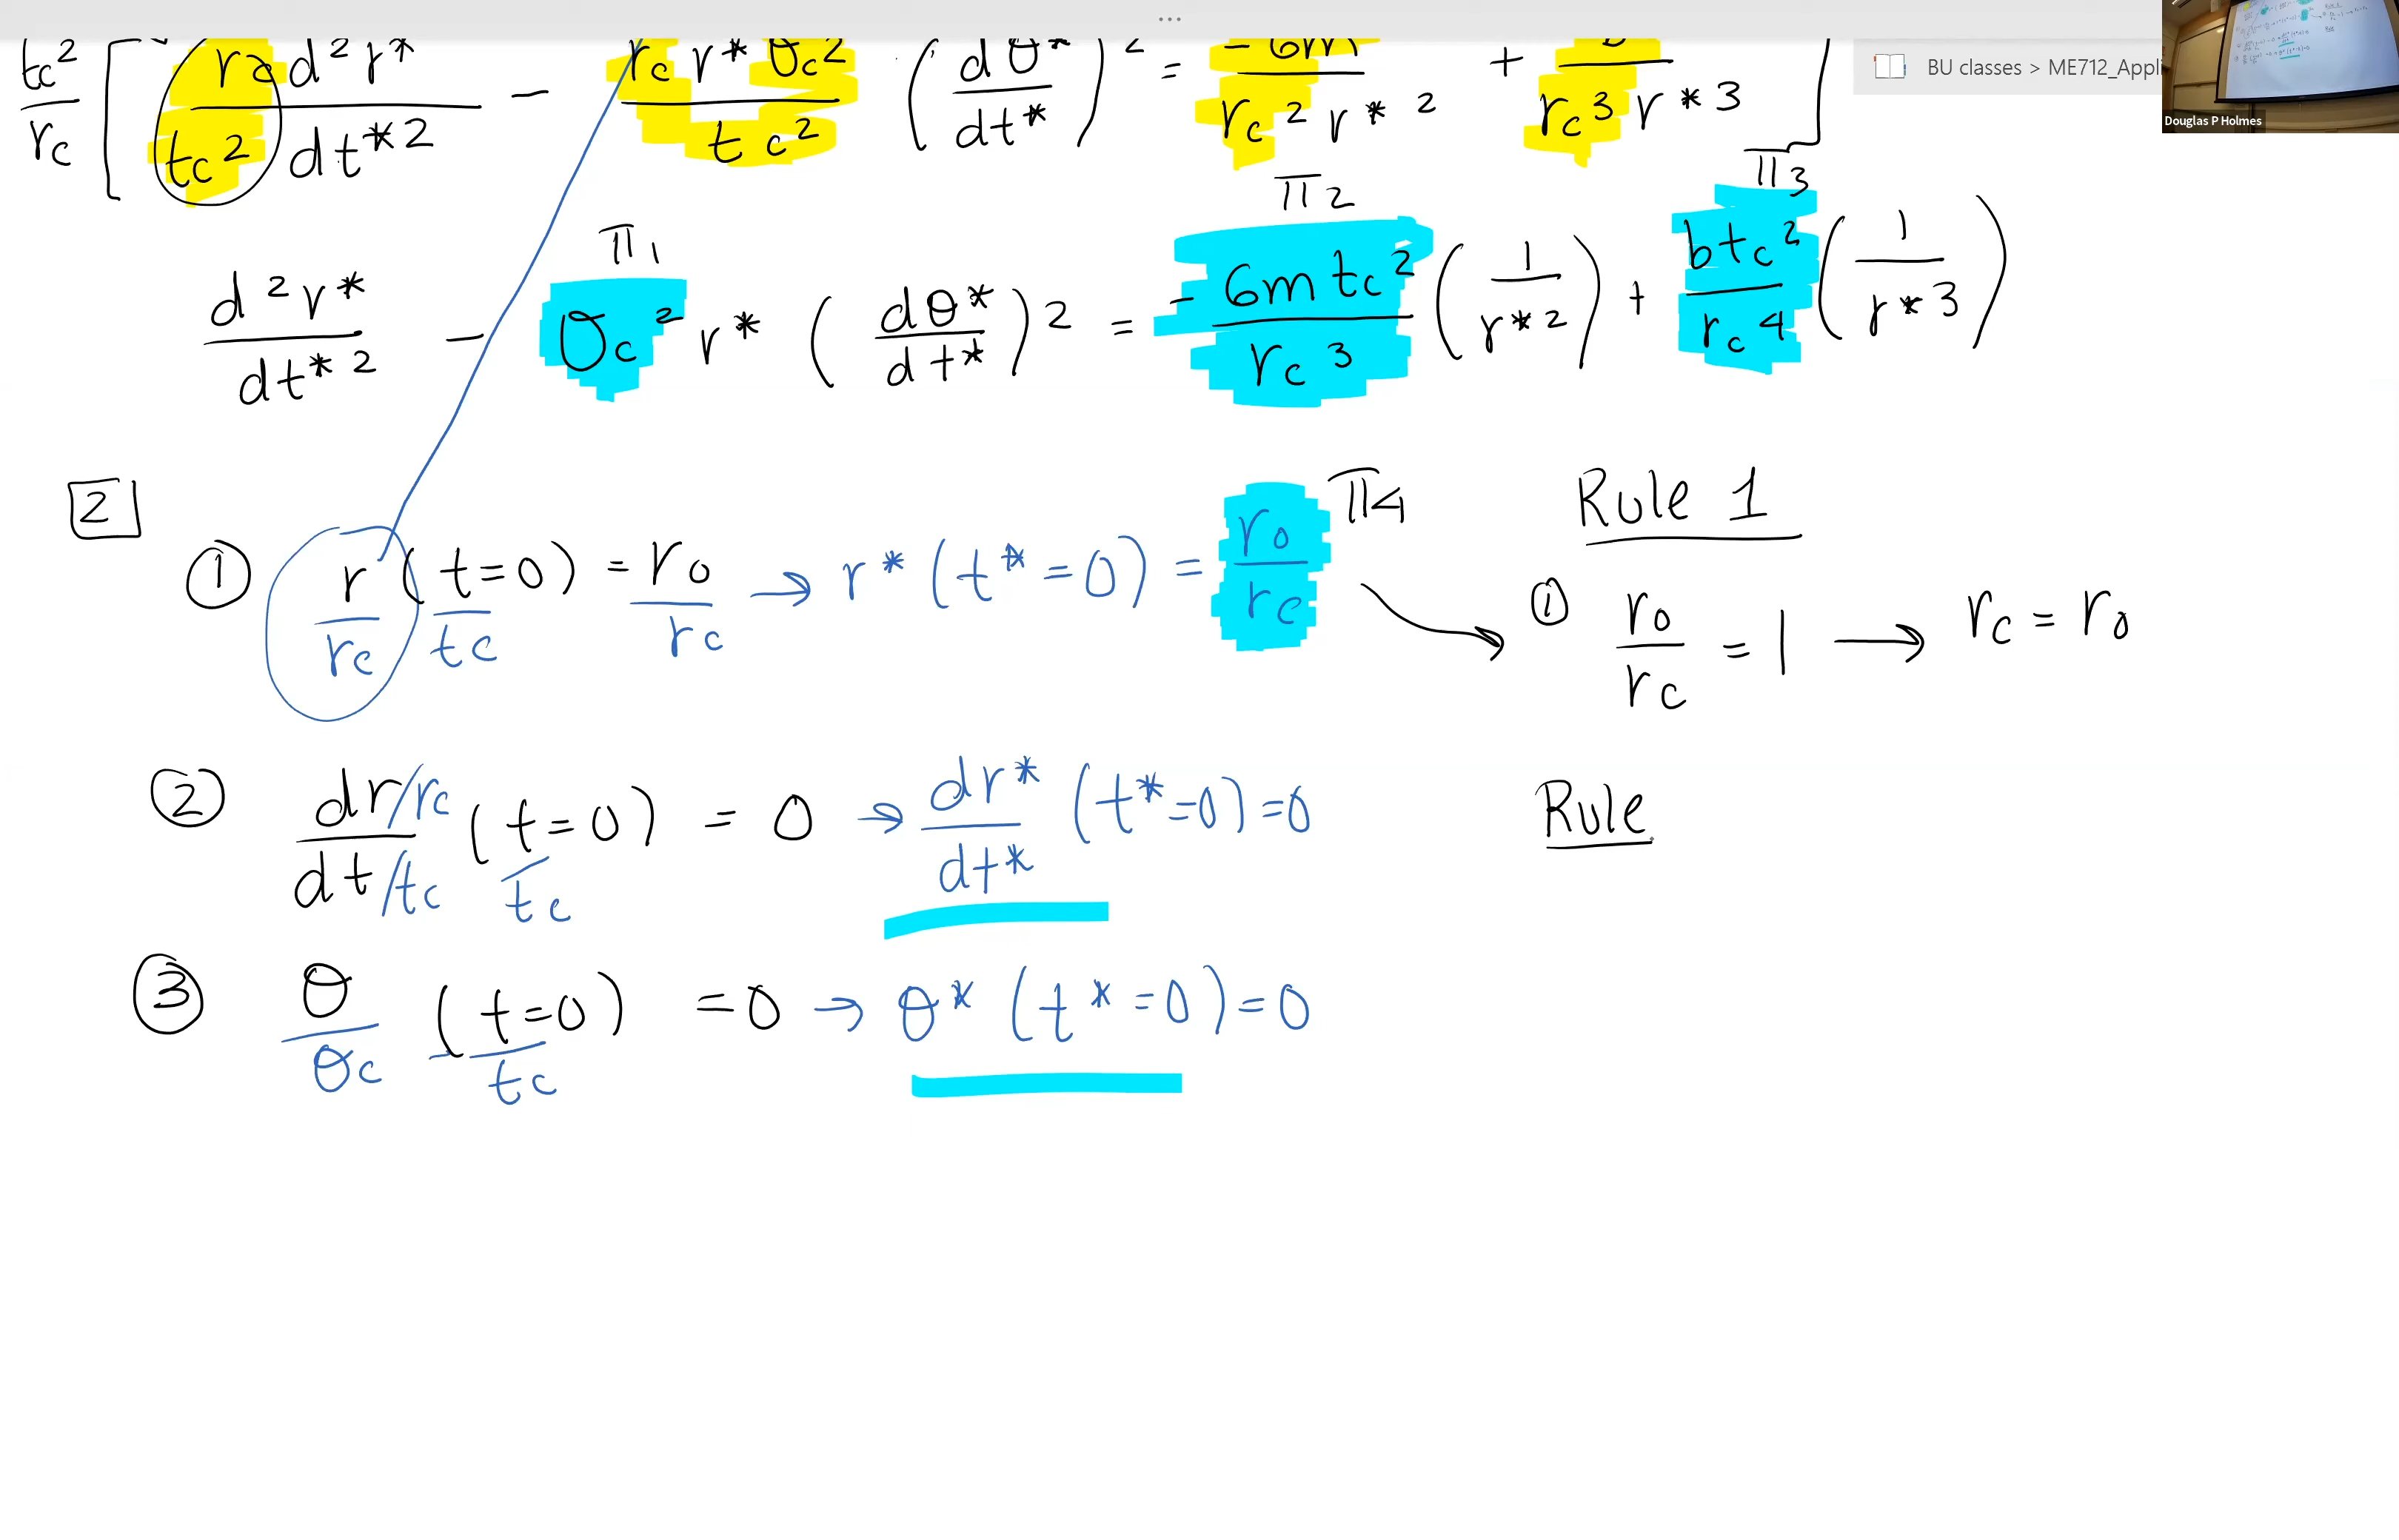 ...
BU classes > ME712_Appli
Douglas P Holmes
tc² / rc [ rc d²r* / tc² dt*² − rc r* θc² / tc² ( dθ* / dt* )² = −Gm / rc² r*² + b / rc³ r*³ ]
π1 π2 π3
d²r* / dt*² − θc² r* ( dθ* / dt* )² = − Gm tc² / rc³ ( 1 / r*² ) + b tc² / rc⁴ ( 1 / r*³ )
2
① r / rc ( t=0 / tc ) = r0 / rc → r* ( t*=0 ) = r0 / rc π4
Rule 1
① r0 / rc = 1 → rc = r0
② dr/rc / dt/tc ( t=0 / tc ) = 0 → dr* / dt* ( t*=0 ) = 0
Rule
③ θ / θc ( t=0 / tc ) = 0 → θ* ( t*=0 ) = 0